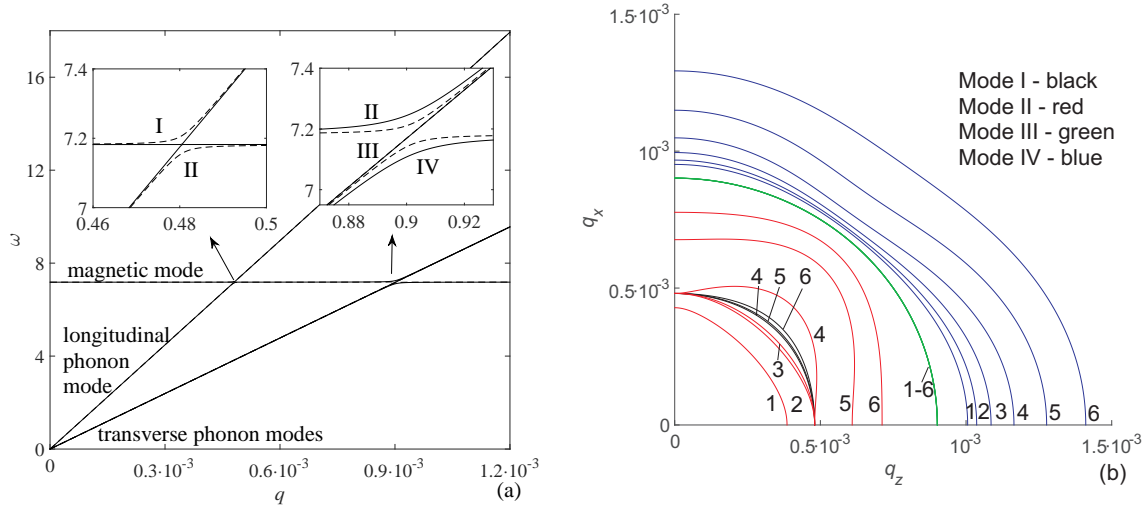 16
12
8
4
0
ω
0
0.3·10⁻³
0.6·10⁻³
0.9·10⁻³
1.2·10⁻³
q
(a)
7.4
7.2
7
0.46
0.48
0.5
I
II
7.4
7.2
7
0.88
0.9
0.92
II
III
IV
magnetic mode
longitudinal
phonon
mode
transverse phonon modes
1.5·10⁻³
10⁻³
0.5·10⁻³
0
qₓ
Mode I - black
Mode II - red
Mode III - green
Mode IV - blue
4 5 6
4
3
1 2 5 6
1-6
1 2 3 4 5 6
0
0.5·10⁻³
10⁻³
1.5·10⁻³
q_z
(b)